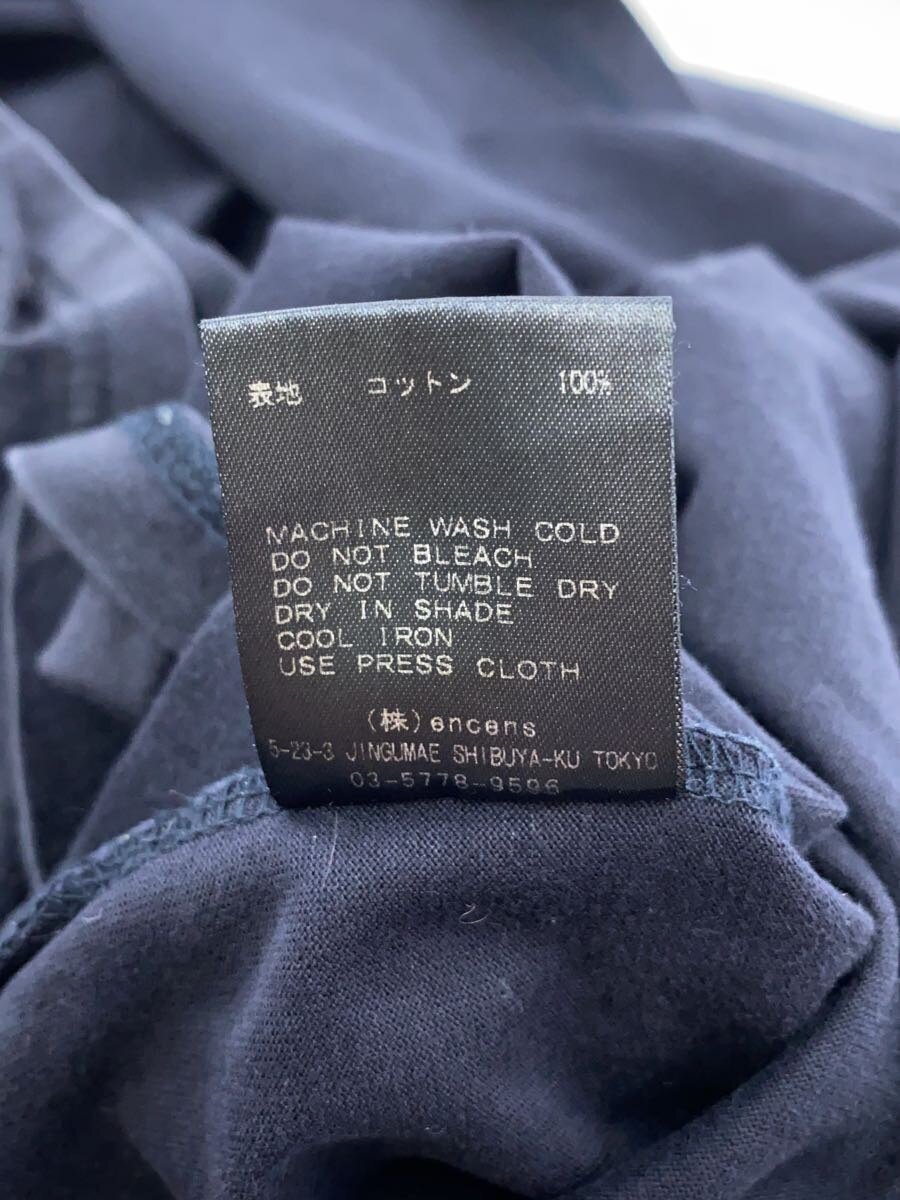 表地 コットン 100%
MACHINE WASH COLD
DO NOT BLEACH
DO NOT TUMBLE DRY
DRY IN SHADE
COOL IRON
USE PRESS CLOTH
(株)encens
5-23-3 JINGUMAE SHIBUYA-KU TOKYO
03-5778-9596